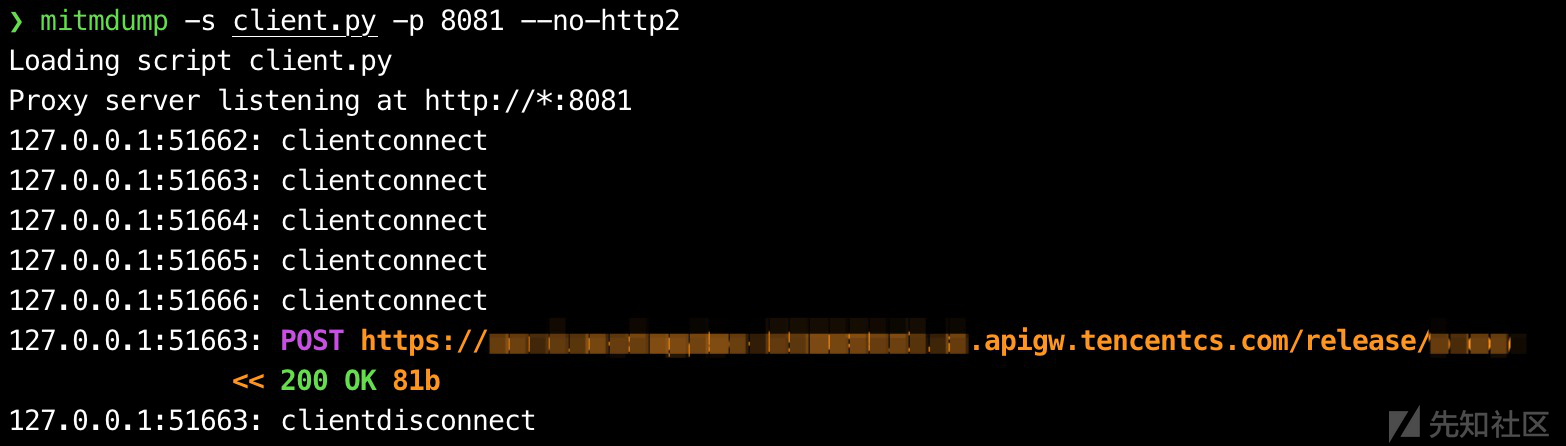 ❯ mitmdump -s client.py -p 8081 --no-http2
Loading script client.py
Proxy server listening at http://*:8081
127.0.0.1:51662: clientconnect
127.0.0.1:51663: clientconnect
127.0.0.1:51664: clientconnect
127.0.0.1:51665: clientconnect
127.0.0.1:51666: clientconnect
127.0.0.1:51663: POST https://.apigw.tencentcs.com/release/
<< 200 OK 81b
127.0.0.1:51663: clientdisconnect
先知社区